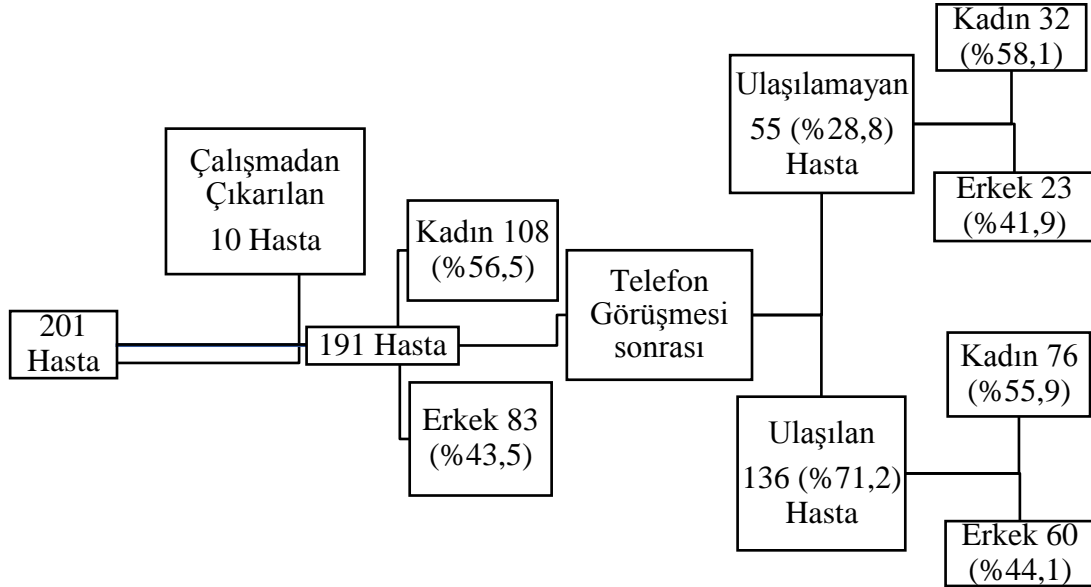 201
Hasta
Çalışmadan
Çıkarılan
10 Hasta
191 Hasta
Kadın 108
(%56,5)
Erkek 83
(%43,5)
Telefon
Görüşmesi
sonrası
Ulaşılamayan
55 (%28,8)
Hasta
Kadın 32
(%58,1)
Erkek 23
(%41,9)
Ulaşılan
136 (%71,2)
Hasta
Kadın 76
(%55,9)
Erkek 60
(%44,1)